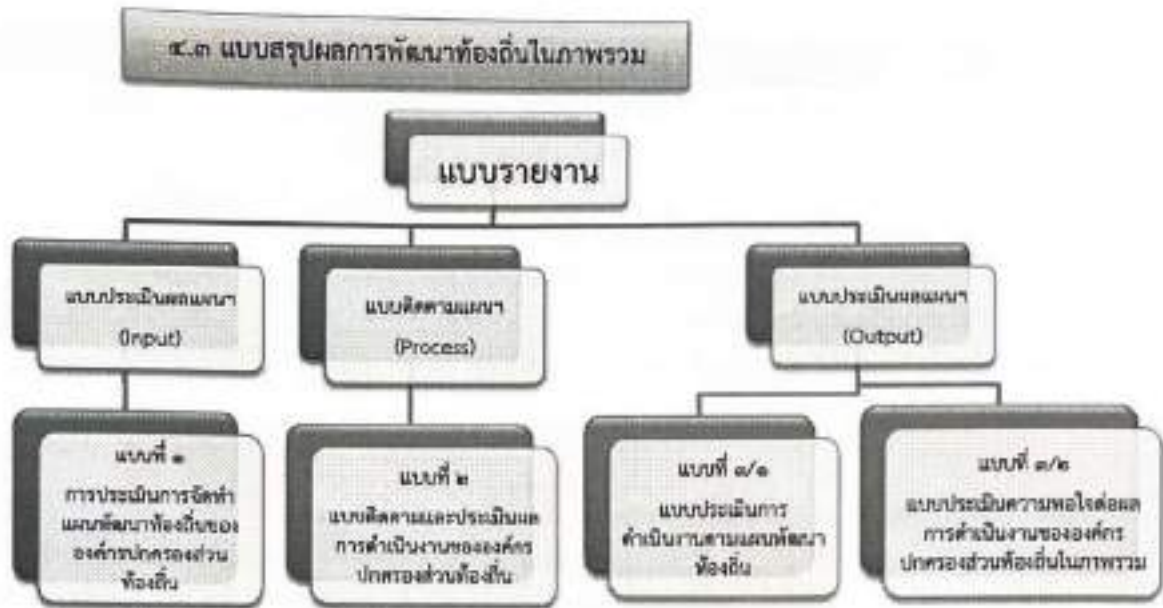 ๔.๓ แบบสรุปผลการพัฒนาท้องถิ่นในภาพรวม
แบบรายงาน
แบบประเมินผลแผนฯ
(Input)
แบบติดตามแผนฯ
(Process)
แบบประเมินผลแผนฯ
(Output)
แบบที่ ๑
การประเมินการจัดทำ
แผนพัฒนาท้องถิ่นของ
องค์กรปกครองส่วน
ท้องถิ่น
แบบที่ ๒
แบบติดตามและประเมินผล
การดำเนินงานขององค์กร
ปกครองส่วนท้องถิ่น
แบบที่ ๓/๑
แบบประเมินการ
ดำเนินงานตามแผนพัฒนา
ท้องถิ่น
แบบที่ ๓/๒
แบบประเมินความพอใจต่อผล
การดำเนินงานขององค์กร
ปกครองส่วนท้องถิ่นในภาพรวม